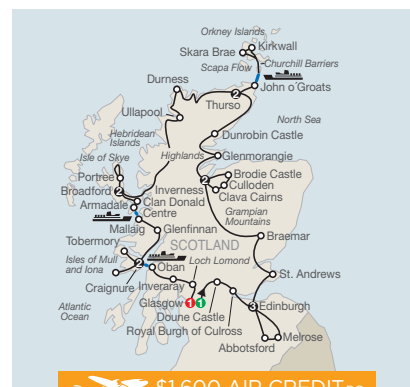 Orkney Islands
Kirkwall
Skara Brae
Scapa Flow
Churchill Barriers
Durness
John o'Groats
2
Thurso
Ullapool
North Sea
Hebridean
Islands
Dunrobin Castle
Isle of Skye
Highlands
Glenmorangie
Portree
2
Brodie Castle
Broadford
2
Inverness
Culloden
Armadale
Clan Donald
Centre
Clava Cairns
Grampian
Mountains
Mallaig
Glenfinnan
Tobermory
SCOTLAND
Braemar
Isles of Mull
and Iona
2
Oban
Loch Lomond
Craignure
Inveraray
St. Andrews
Atlantic
Ocean
Glasgow
1
1
3
Edinburgh
Doune Castle
Royal Burgh of Culross
Melrose
Abbotsford
$1,600 AIR CREDIT